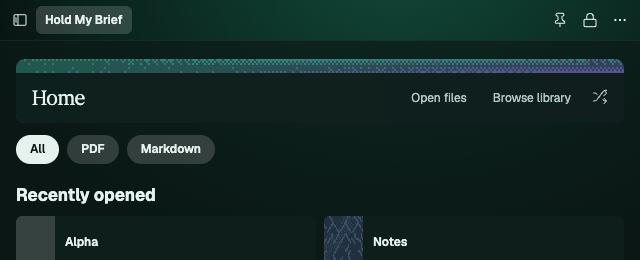 Hold My Brief
Home
Open files
Browse library
All
PDF
Markdown
Recently opened
Alpha
Notes